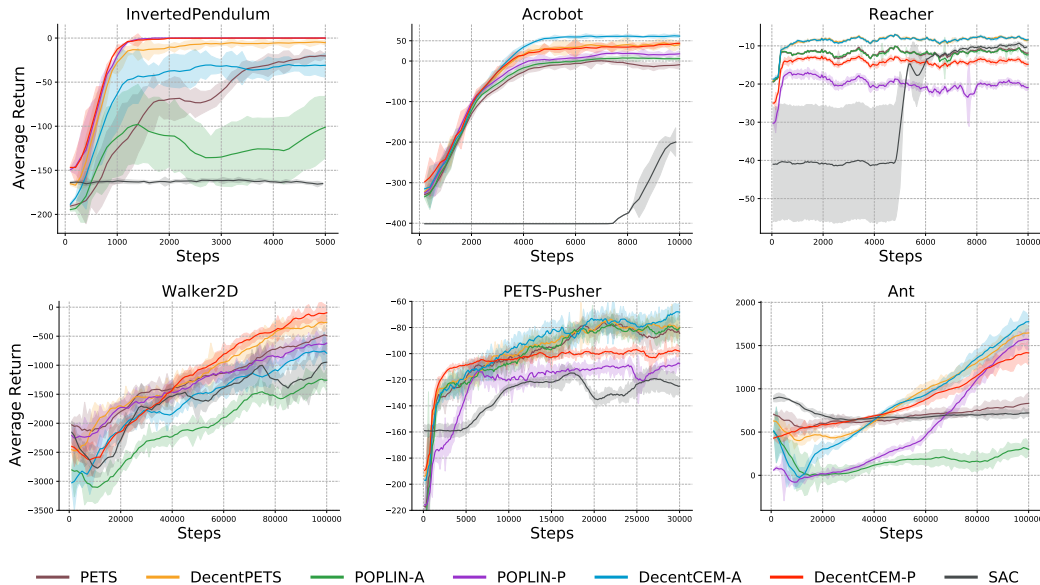 InvertedPendulum
Acrobot
Reacher
Average Return
0
−50
−100
−150
−200
0 1000 2000 3000 4000 5000
Steps
50
0
−100
−200
−300
−400
0 2000 4000 6000 8000 10000
Steps
−10
−20
−30
−40
−50
0 2000 4000 6000 8000 10000
Steps
Walker2D
PETS-Pusher
Ant
Average Return
0
−500
−1000
−1500
−2000
−2500
−3000
−3500
0 20000 40000 60000 80000 100000
Steps
−60
−80
−100
−120
−140
−160
−180
−200
−220
0 5000 10000 15000 20000 25000 30000
Steps
2000
1500
1000
500
0
0 20000 40000 60000 80000 100000
Steps
PETS DecentPETS POPLIN-A POPLIN-P DecentCEM-A DecentCEM-P SAC